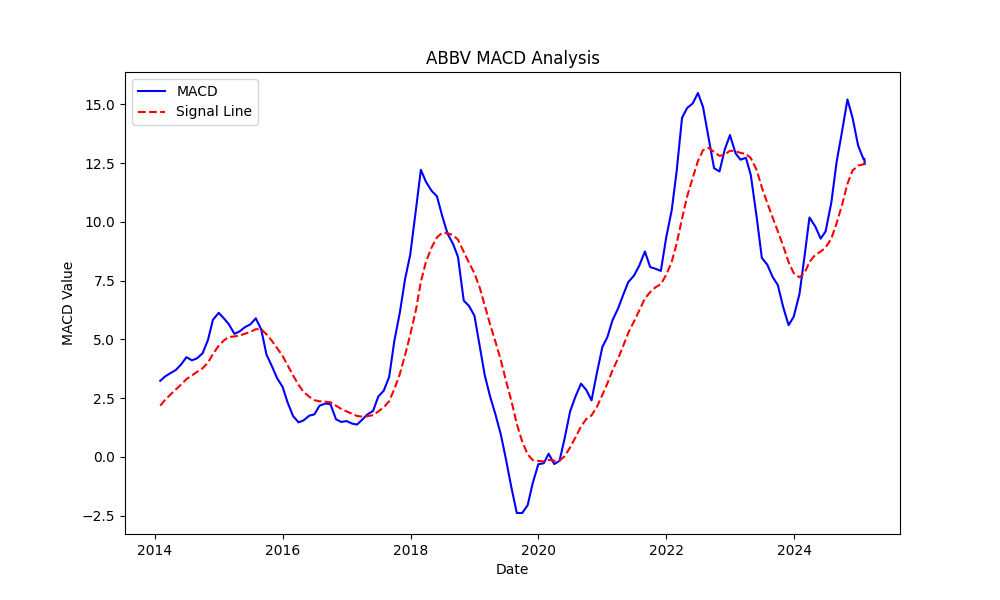 ABBV MACD Analysis
MACD
Signal Line
15.0
12.5
10.0
7.5
5.0
2.5
0.0
−2.5
MACD Value
2014 2016 2018 2020 2022 2024
Date